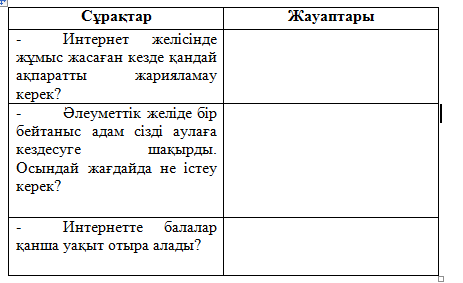 Сұрақтар Жауаптары
- Интернет желісінде
жұмыс жасаған кезде қандай
ақпаратты жарияламау
керек?
- Әлеуметтік желіде бір
бейтаныс адам сізді аулаға
кездесуге шақырды.
Осындай жағдайда не істеу
керек?
- Интернетте балалар
қанша уақыт отыра алады?